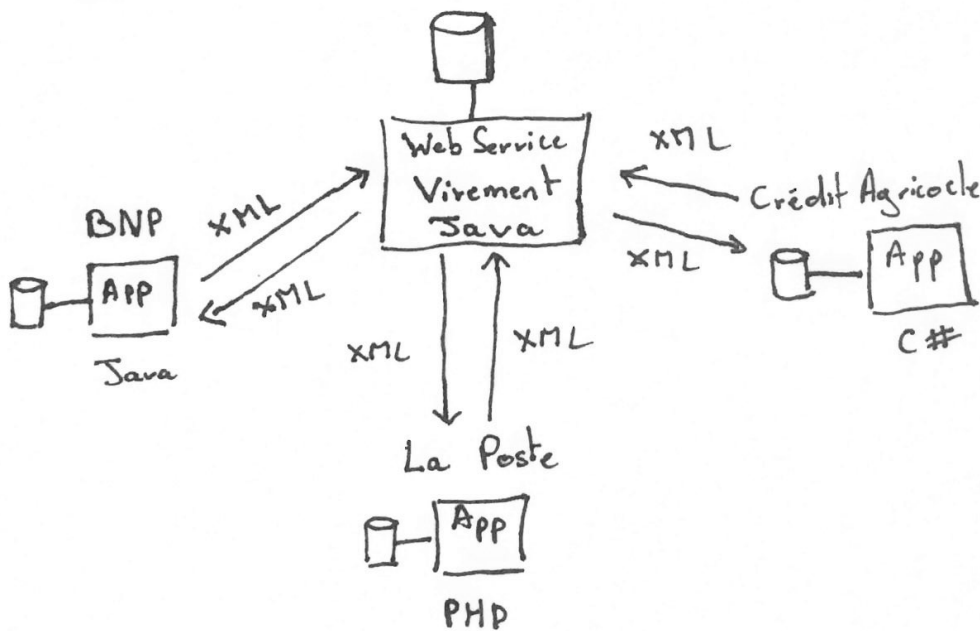 Web Service
Virement
Java
XML
XML
BNP
App
Java
XML
Crédit Agricocle
XML
App
C#
XML
XML
La Poste
App
PHP